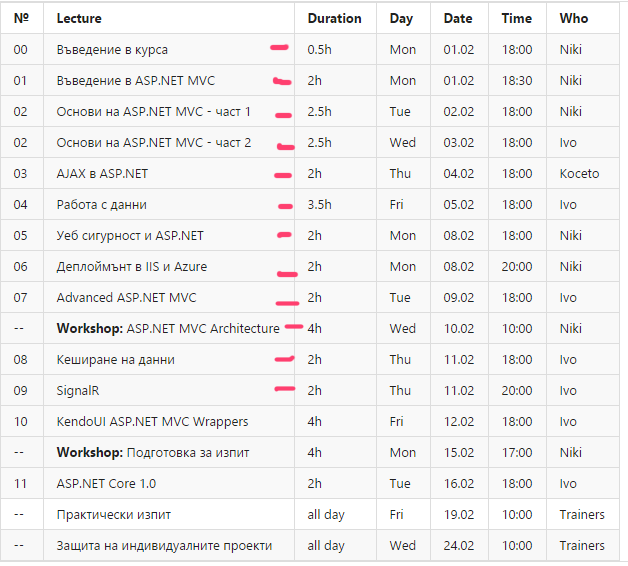 № Lecture Duration Day Date Time Who
00 Въведение в курса 0.5h Mon 01.02 18:00 Niki
01 Въведение в ASP.NET MVC 2h Mon 01.02 18:30 Niki
02 Основи на ASP.NET MVC - част 1 2.5h Tue 02.02 18:00 Niki
02 Основи на ASP.NET MVC - част 2 2.5h Wed 03.02 18:00 Ivo
03 AJAX в ASP.NET 2h Thu 04.02 18:00 Koceto
04 Работа с данни 3.5h Fri 05.02 18:00 Ivo
05 Уеб сигурност и ASP.NET 2h Mon 08.02 18:00 Niki
06 Деплоймънт в IIS и Azure 2h Mon 08.02 20:00 Niki
07 Advanced ASP.NET MVC 2h Tue 09.02 18:00 Ivo
-- Workshop: ASP.NET MVC Architecture 4h Wed 10.02 10:00 Niki
08 Кеширане на данни 2h Thu 11.02 18:00 Ivo
09 SignalR 2h Thu 11.02 20:00 Ivo
10 KendoUI ASP.NET MVC Wrappers 4h Fri 12.02 18:00 Ivo
-- Workshop: Подготовка за изпит 4h Mon 15.02 17:00 Niki
11 ASP.NET Core 1.0 2h Tue 16.02 18:00 Ivo
-- Практически изпит all day Fri 19.02 10:00 Trainers
-- Защита на индивидуалните проекти all day Wed 24.02 10:00 Trainers